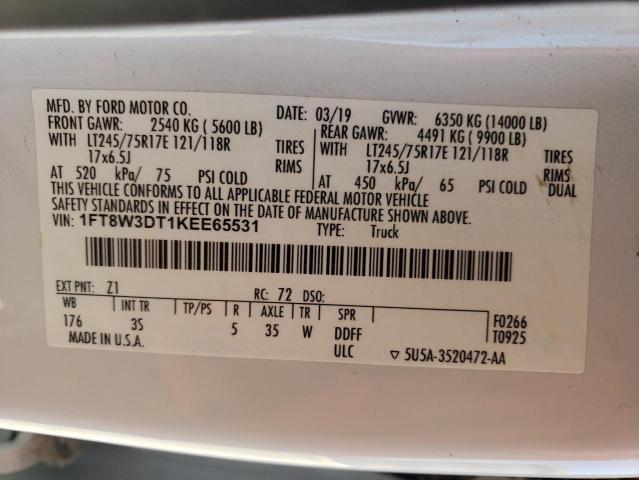 MFD. BY FORD MOTOR CO.
DATE: 03/19 GVWR: 6350 KG (14000 LB)
FRONT GAWR: 2540 KG ( 5600 LB)
REAR GAWR: 4491 KG ( 9900 LB)
WITH LT245/75R17E 121/118R TIRES
WITH LT245/75R17E 121/118R TIRES
17x6.5J RIMS
17x6.5J RIMS
AT 520 kPa/ 75 PSI COLD
AT 450 kPa/ 65 PSI COLD DUAL
THIS VEHICLE CONFORMS TO ALL APPLICABLE FEDERAL MOTOR VEHICLE
SAFETY STANDARDS IN EFFECT ON THE DATE OF MANUFACTURE SHOWN ABOVE.
VIN: 1FT8W3DT1KEE65531
TYPE: Truck
EXT PNT: Z1 RC: 72 DSO:
WB INT TR TP/PS R AXLE TR SPR
176 3S 5 35 W DDFF
F0266
T0925
MADE IN U.S.A. ULC ▽ 5U5A-3520472-AA